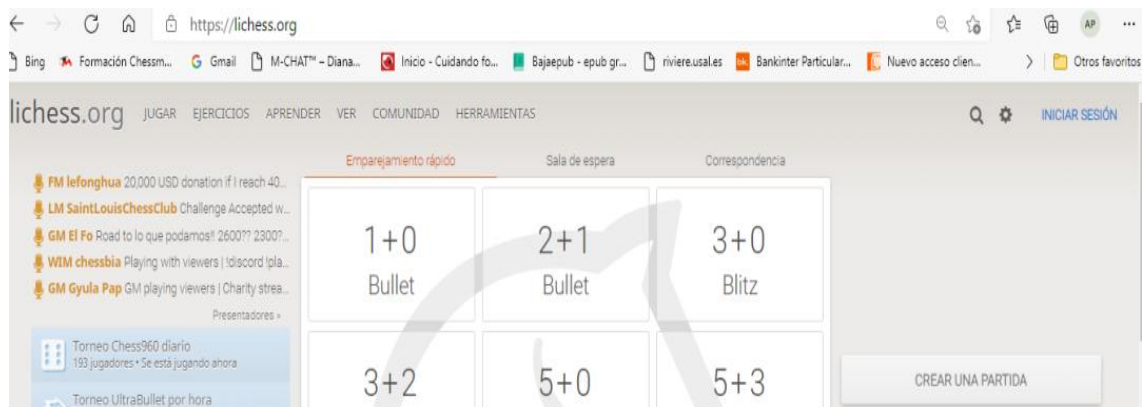 https://lichess.org
AP
Bing Formación Chessm... Gmail M-CHAT™ – Diana... Inicio - Cuidando fo... Bajaepub - epub gr... riviere.usal.es Bankinter Particular... Nuevo acceso clien... Otros favoritos
lichess.org JUGAR EJERCICIOS APRENDER VER COMUNIDAD HERRAMIENTAS INICIAR SESIÓN
Emparejamiento rápido Sala de espera Correspondencia
FM lefonghua 20,000 USD donation if I reach 40...
LM SaintLouisChessClub Challenge Accepted w...
GM El Fo Road to lo que podamos!! 2600?? 2300?...
WIM chessbia Playing with viewers | !discord !pla...
GM Gyula Pap GM playing viewers | Charity strea...
Presentadores »
1+0
Bullet
2+1
Bullet
3+0
Blitz
Torneo Chess960 diario
193 jugadores • Se está jugando ahora
Torneo UltraBullet por hora
3+2
5+0
5+3
CREAR UNA PARTIDA